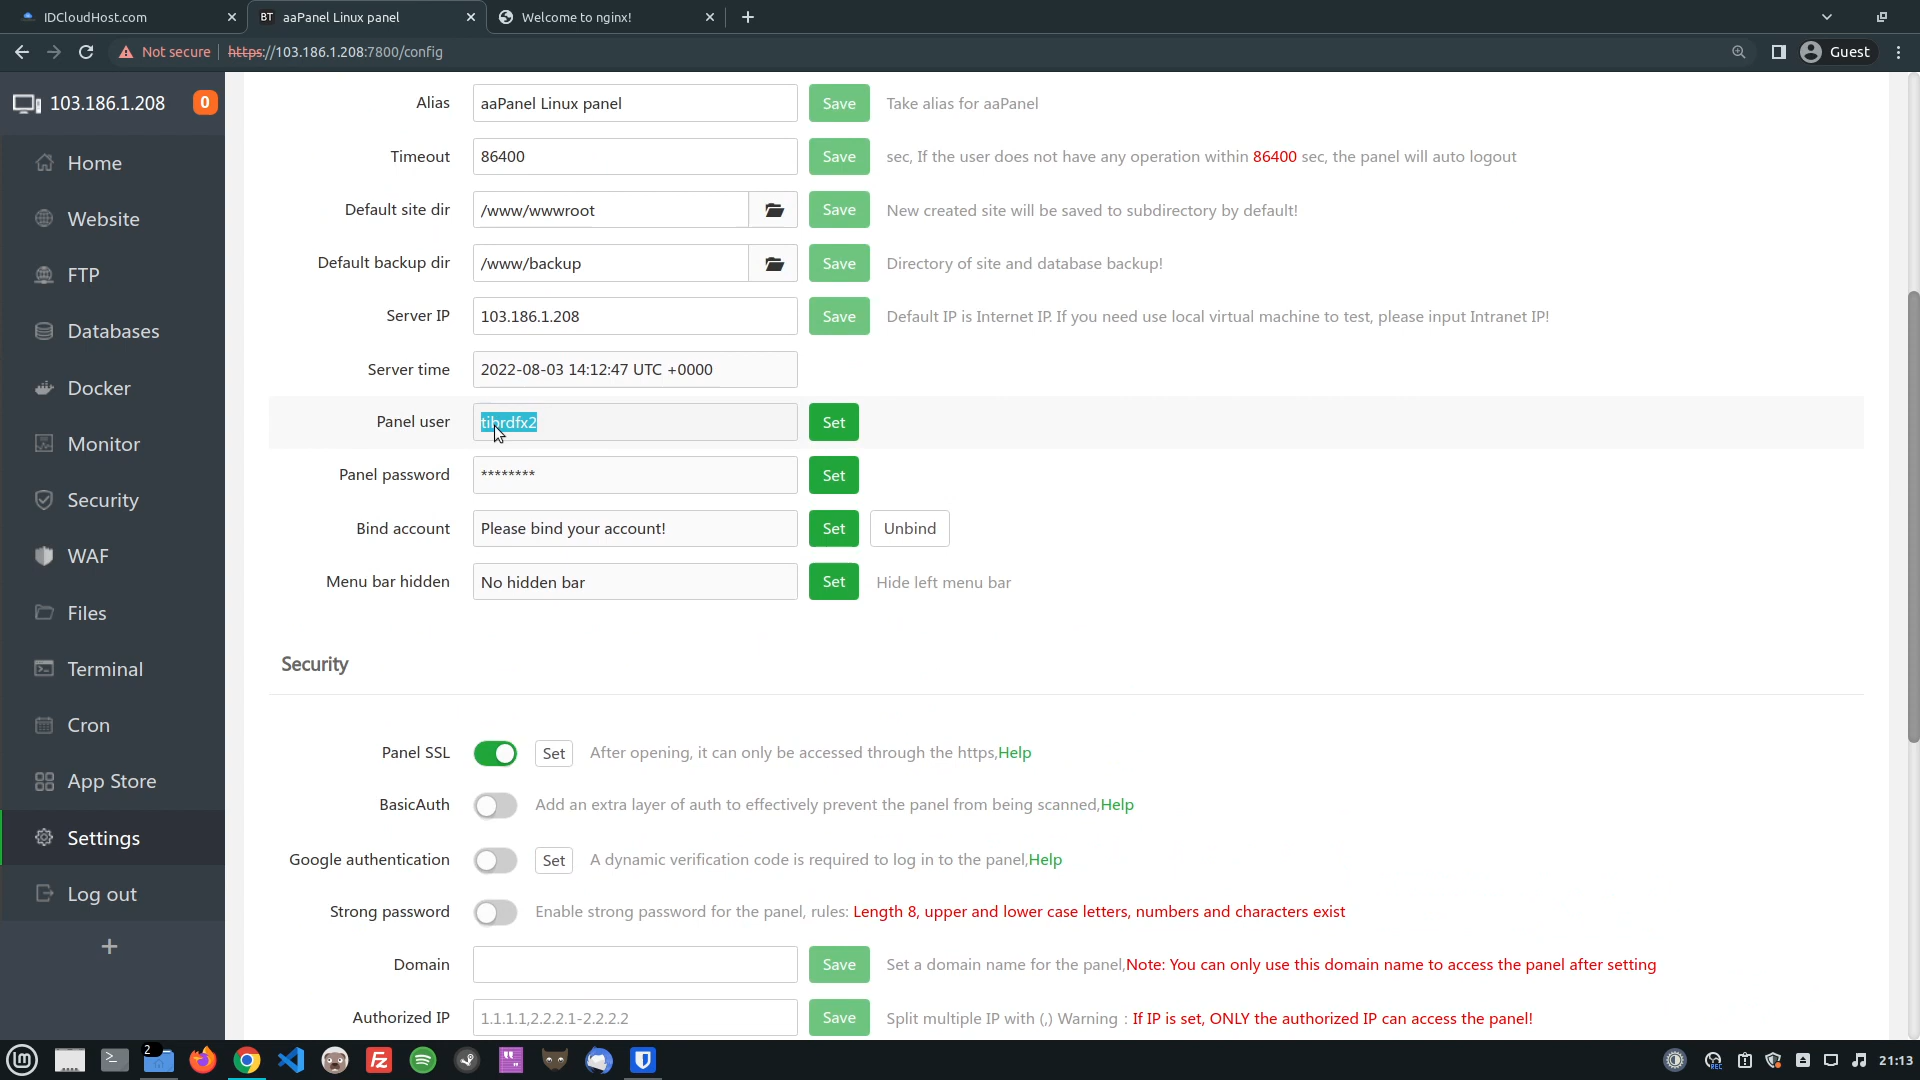 IDCloudHost.com
BT aaPanel Linux panel
Welcome to nginx!
Not secure https://103.186.1.208:7800/config
Guest
103.186.1.208 0
Home
Website
FTP
Databases
Docker
Monitor
Security
WAF
Files
Terminal
Cron
App Store
Settings
Log out
Alias aaPanel Linux panel Save Take alias for aaPanel
Timeout 86400 Save sec, If the user does not have any operation within 86400 sec, the panel will auto logout
Default site dir /www/wwwroot Save New created site will be saved to subdirectory by default!
Default backup dir /www/backup Save Directory of site and database backup!
Server IP 103.186.1.208 Save Default IP is Internet IP. If you need use local virtual machine to test, please input Intranet IP!
Server time 2022-08-03 14:12:47 UTC +0000
Panel user tibrdfx2 Set
Panel password ******** Set
Bind account Please bind your account! Set Unbind
Menu bar hidden No hidden bar Set Hide left menu bar
Security
Panel SSL Set After opening, it can only be accessed through the https,Help
BasicAuth Add an extra layer of auth to effectively prevent the panel from being scanned,Help
Google authentication Set A dynamic verification code is required to log in to the panel,Help
Strong password Enable strong password for the panel, rules: Length 8, upper and lower case letters, numbers and characters exist
Domain Save Set a domain name for the panel,Note: You can only use this domain name to access the panel after setting
Authorized IP 1.1.1.1,2.2.2.1-2.2.2.2 Save Split multiple IP with (,) Warning : If IP is set, ONLY the authorized IP can access the panel!
2
REC
21:13